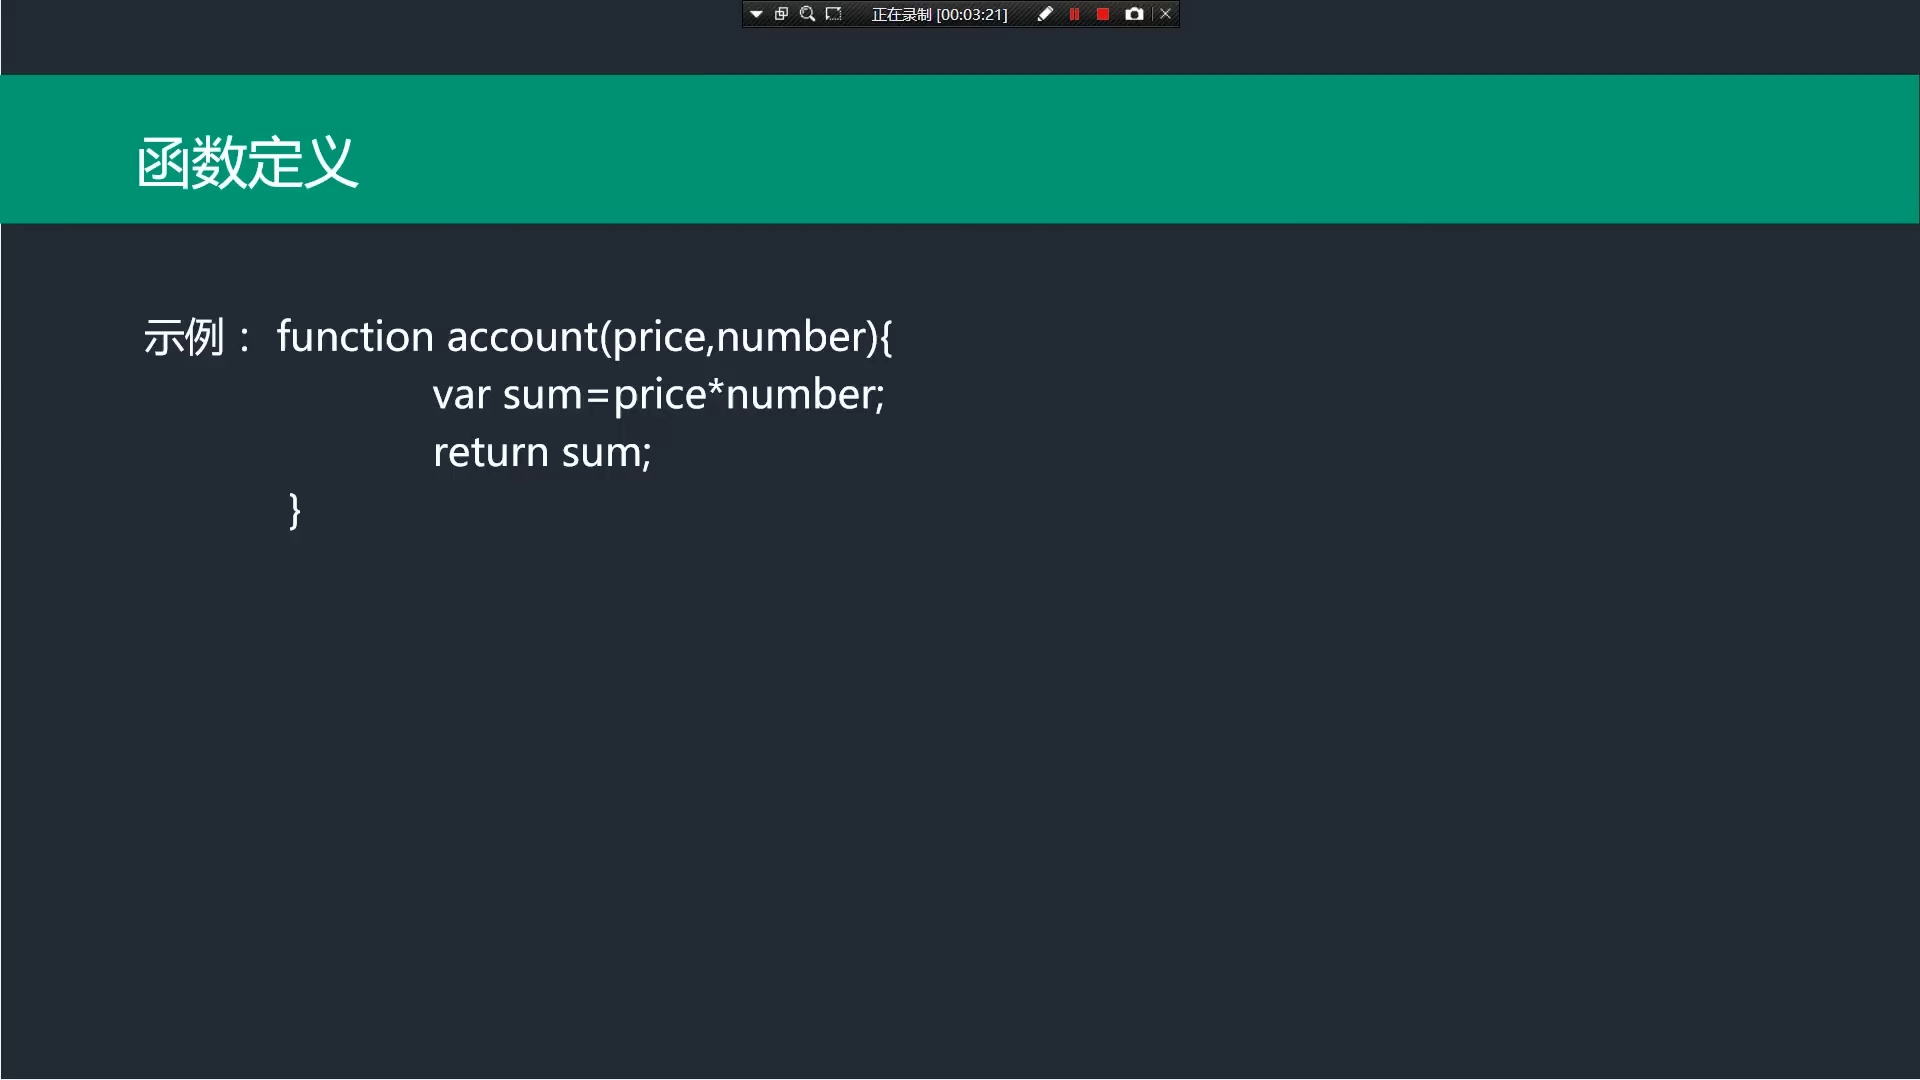 正在录制 [00:03:21]
函数定义
示例： function account(price,number){
var sum=price*number;
return sum;
}